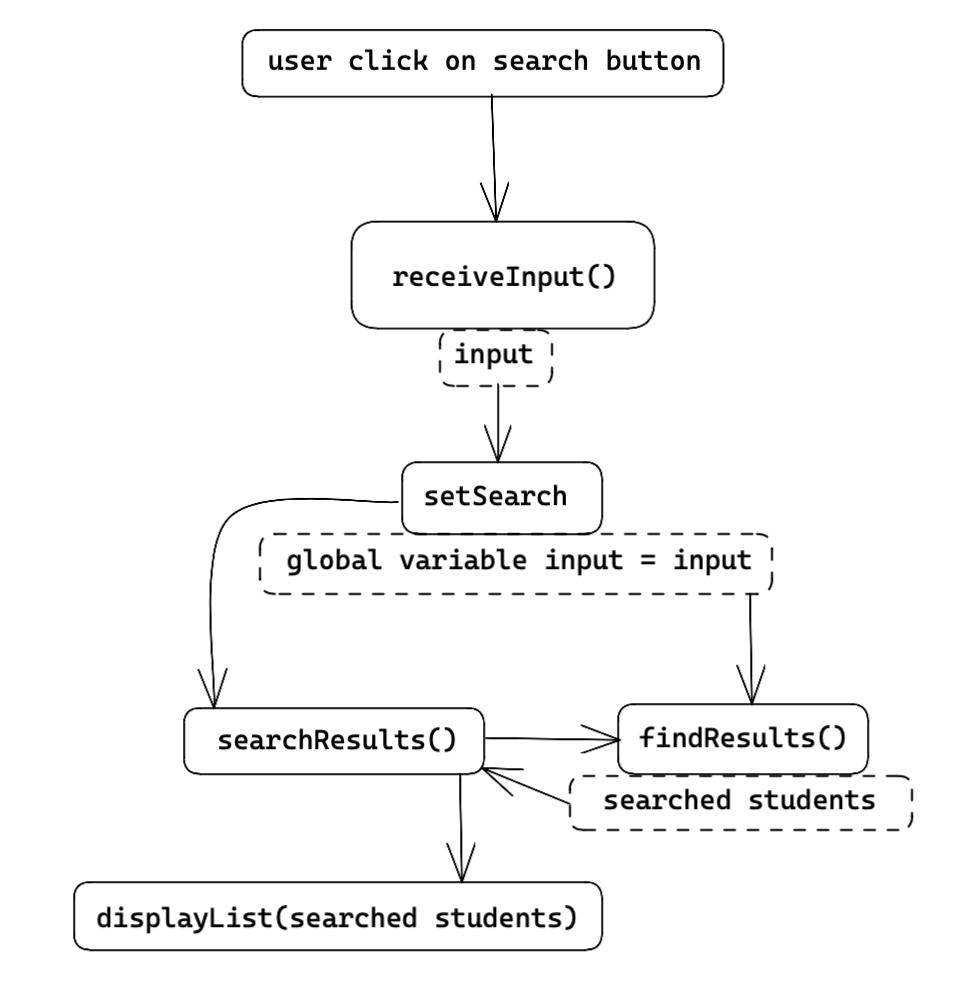 user click on search button
receiveInput()
input
setSearch
global variable input = input
searchResults()
findResults()
searched students
displayList(searched students)